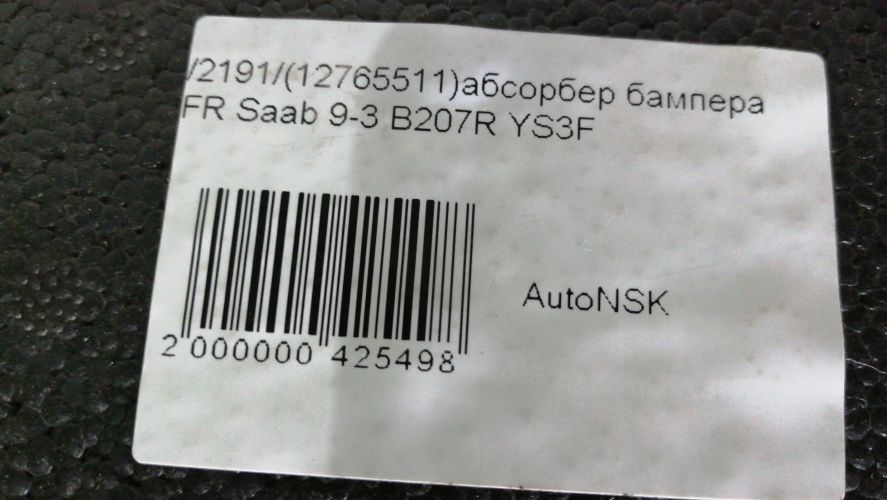 /2191/(12765511)абсорбер бампера
FR Saab 9-3 B207R YS3F
AutoNSK
2 000000 425498